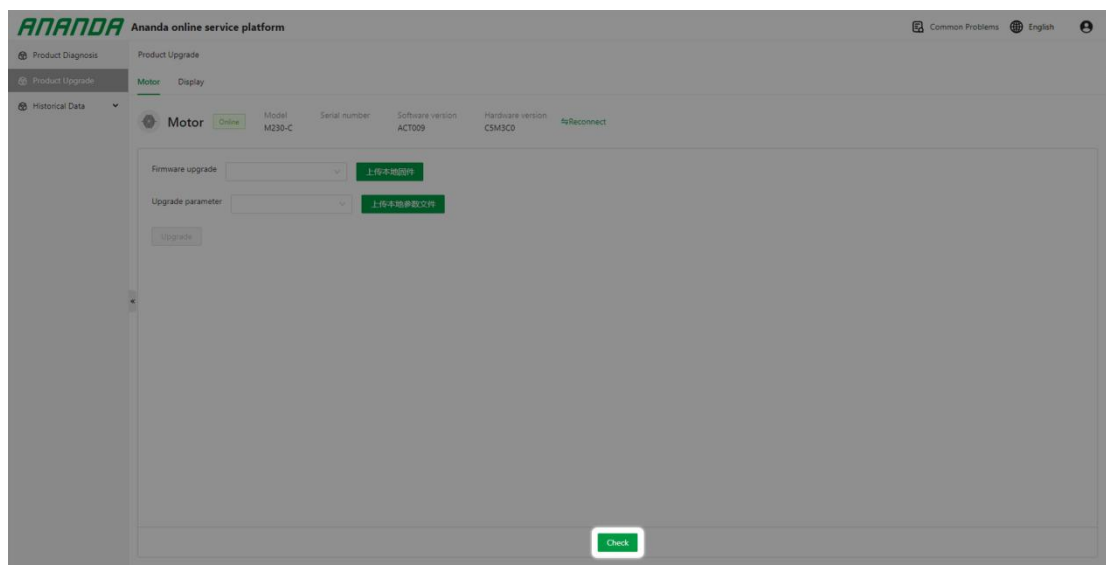 ANANDA Ananda online service platform Common Problems English
Product Diagnosis
Product Upgrade
Historical Data
Product Upgrade
Motor Display
Motor Online Model Serial number Software version Hardware version Reconnect
M230-C ACT009 C5M3C0
Firmware upgrade 上传本地固件
Upgrade parameter 上传本地参数文件
Upgrade
Check